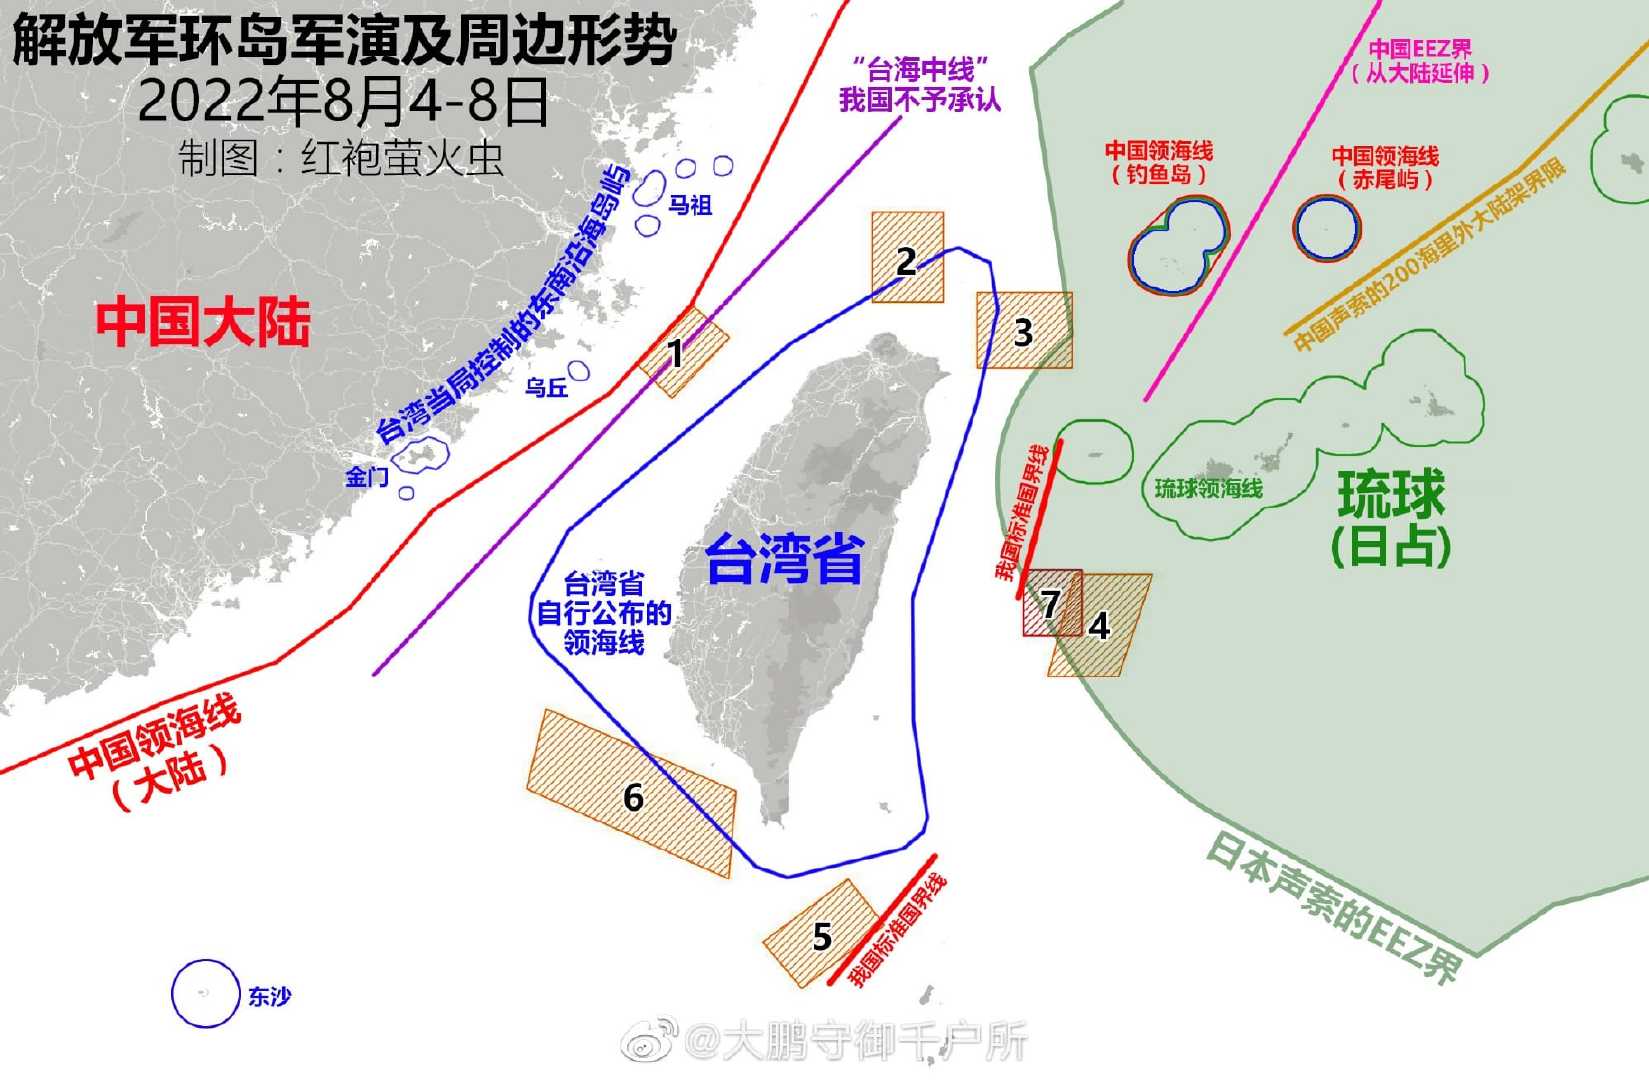 解放军环岛军演及周边形势
2022年8月4-8日
制图：红袍萤火虫
“台海中线”
我国不予承认
中国EEZ界
（从大陆延伸）
中国领海线
（钓鱼岛）
中国领海线
（赤尾屿）
中国声索的200海里外大陆架界限
台湾当局控制的东南沿海岛屿
马祖
乌丘
金门
中国大陆
1
2
3
我国标准国界线
琉球领海线
琉球
(日占)
台湾省
台湾省
自行公布的
领海线
7
4
中国领海线
（大陆）
6
5
我国标准国界线
日本声索的EEZ界
东沙
@大鹏守御千户所